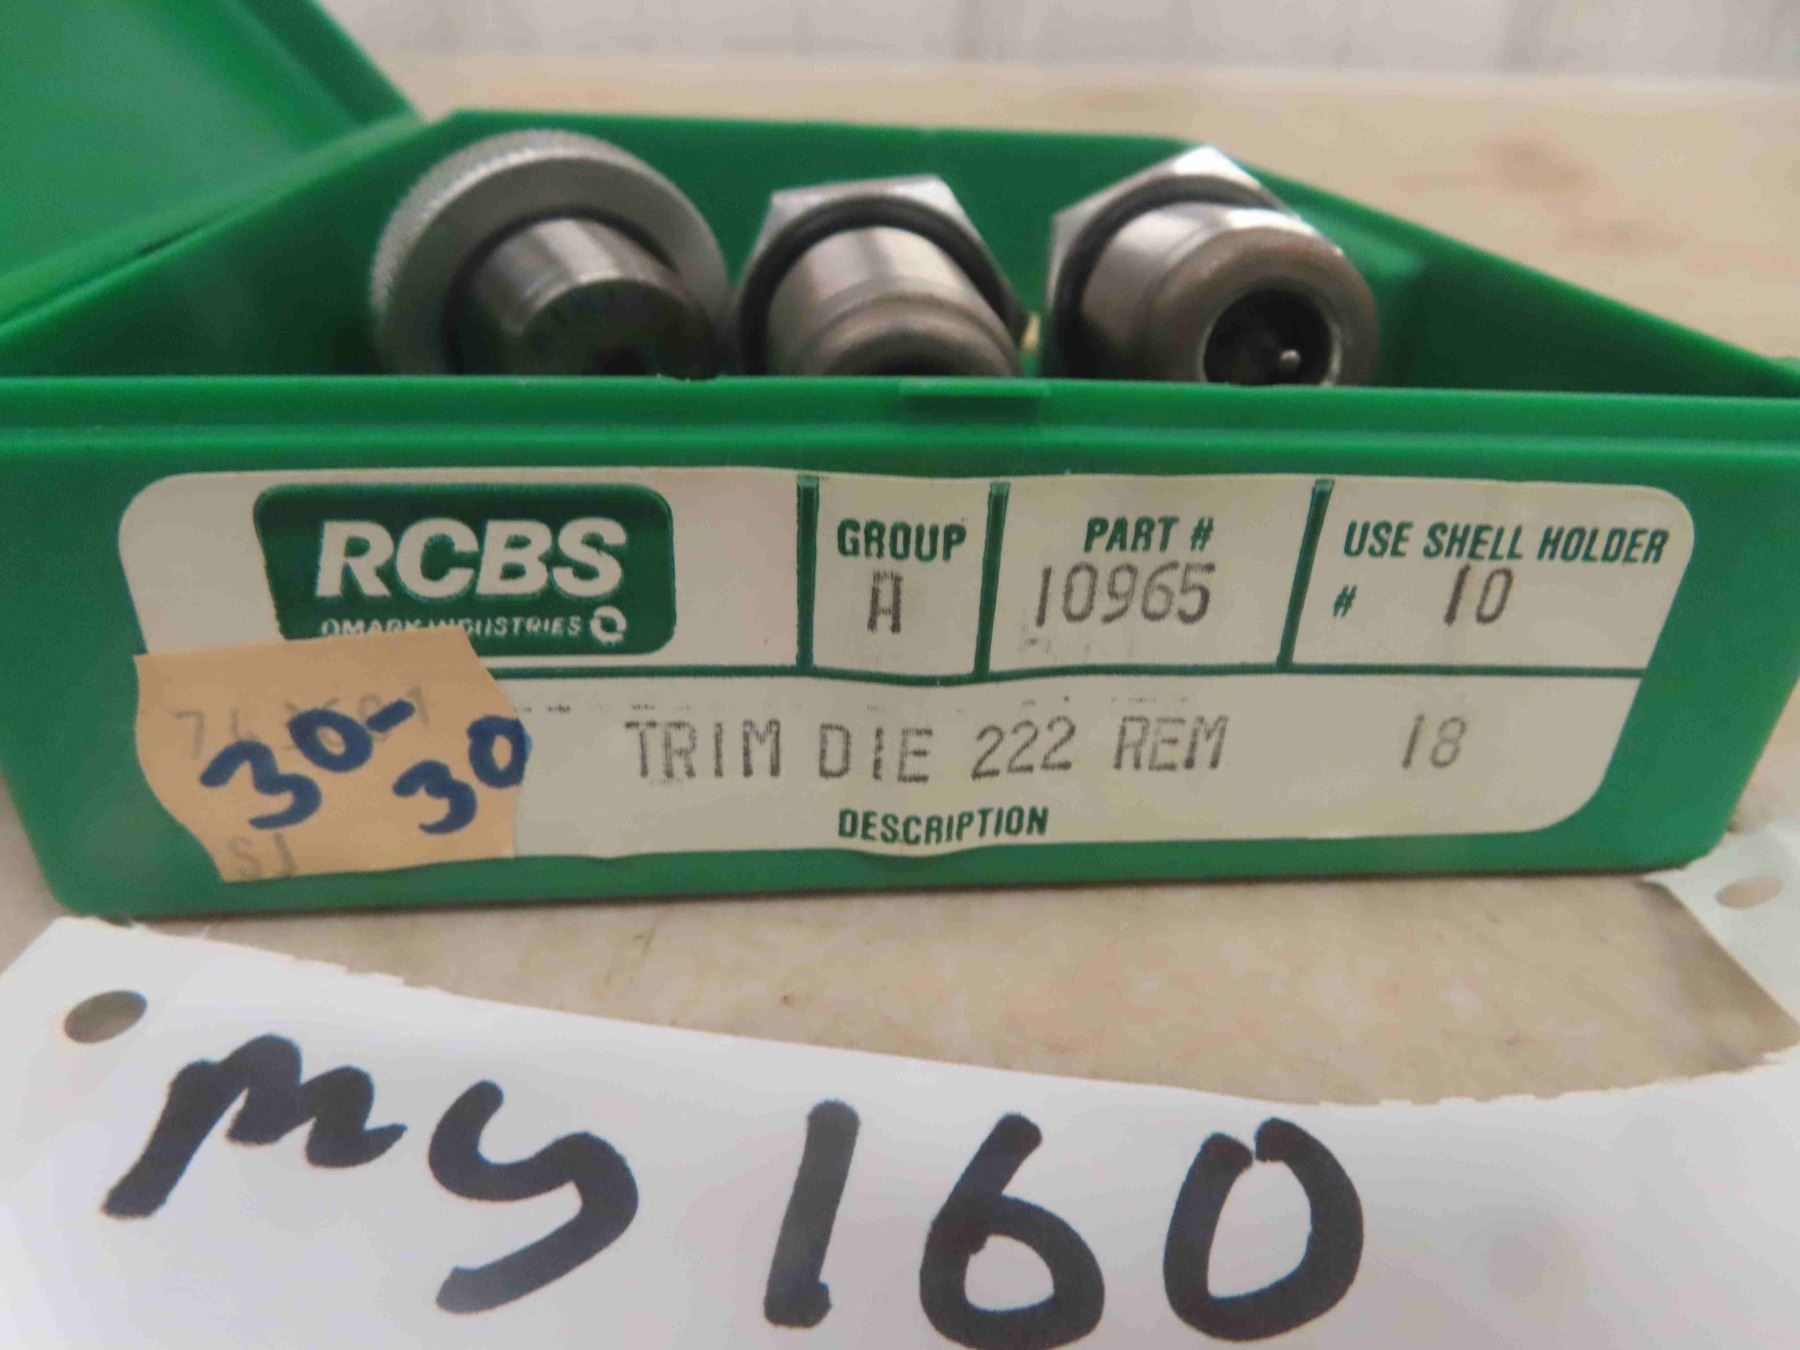 RCBS
OMARK INDUSTRIES
GROUP
A
PART #
10965
USE SHELL HOLDER
# 10
30-30
SJ
TRIM DIE 222 REM 18
DESCRIPTION
my 160